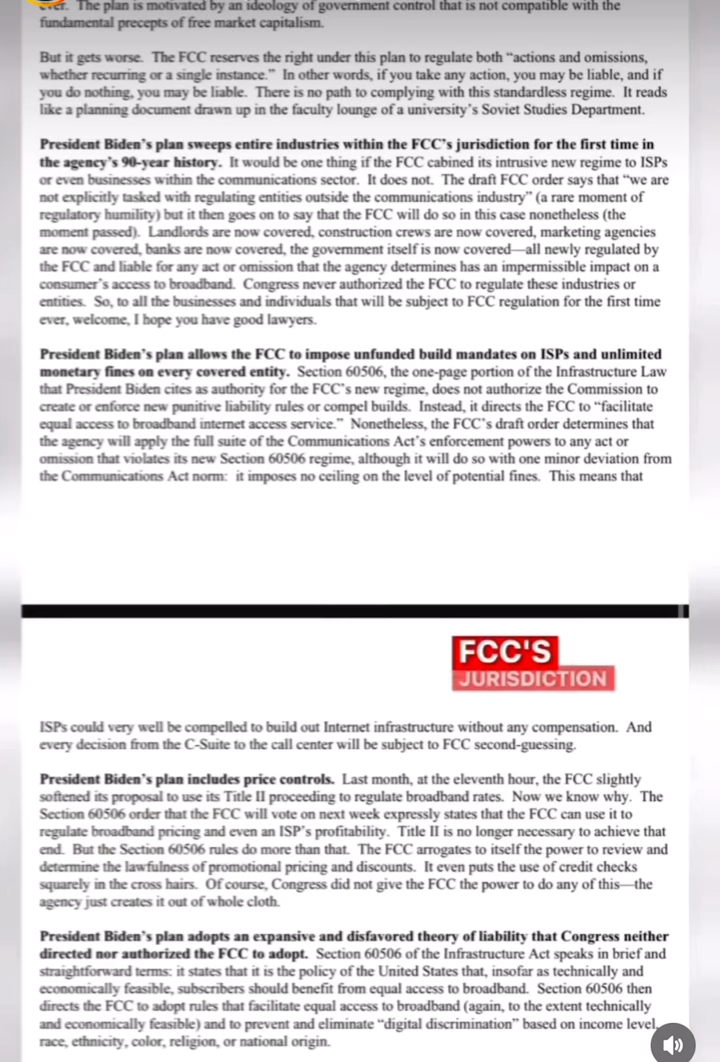 ever. The plan is motivated by an ideology of government control that is not compatible with the
fundamental precepts of free market capitalism.
But it gets worse. The FCC reserves the right under this plan to regulate both “actions and omissions,
whether recurring or a single instance.” In other words, if you take any action, you may be liable, and if
you do nothing, you may be liable. There is no path to complying with this standardless regime. It reads
like a planning document drawn up in the faculty lounge of a university’s Soviet Studies Department.
President Biden’s plan sweeps entire industries within the FCC’s jurisdiction for the first time in
the agency’s 90-year history. It would be one thing if the FCC cabined its intrusive new regime to ISPs
or even businesses within the communications sector. It does not. The draft FCC order says that “we are
not explicitly tasked with regulating entities outside the communications industry” (a rare moment of
regulatory humility) but it then goes on to say that the FCC will do so in this case nonetheless (the
moment passed). Landlords are now covered, construction crews are now covered, marketing agencies
are now covered, banks are now covered, the government itself is now covered—all newly regulated by
the FCC and liable for any act or omission that the agency determines has an impermissible impact on a
consumer’s access to broadband. Congress never authorized the FCC to regulate these industries or
entities. So, to all the businesses and individuals that will be subject to FCC regulation for the first time
ever, welcome, I hope you have good lawyers.
President Biden’s plan allows the FCC to impose unfunded build mandates on ISPs and unlimited
monetary fines on every covered entity. Section 60506, the one-page portion of the Infrastructure Law
that President Biden cites as authority for the FCC’s new regime, does not authorize the Commission to
create or enforce new punitive liability rules or compel builds. Instead, it directs the FCC to “facilitate
equal access to broadband internet access service.” Nonetheless, the FCC’s draft order determines that
the agency will apply the full suite of the Communications Act’s enforcement powers to any act or
omission that violates its new Section 60506 regime, although it will do so with one minor deviation from
the Communications Act norm: it imposes no ceiling on the level of potential fines. This means that
FCC'S
JURISDICTION
ISPs could very well be compelled to build out Internet infrastructure without any compensation. And
every decision from the C-Suite to the call center will be subject to FCC second-guessing.
President Biden’s plan includes price controls. Last month, at the eleventh hour, the FCC slightly
softened its proposal to use its Title II proceeding to regulate broadband rates. Now we know why. The
Section 60506 order that the FCC will vote on next week expressly states that the FCC can use it to
regulate broadband pricing and even an ISP’s profitability. Title II is no longer necessary to achieve that
end. But the Section 60506 rules do more than that. The FCC arrogates to itself the power to review and
determine the lawfulness of promotional pricing and discounts. It even puts the use of credit checks
squarely in the cross hairs. Of course, Congress did not give the FCC the power to do any of this—the
agency just creates it out of whole cloth.
President Biden’s plan adopts an expansive and disfavored theory of liability that Congress neither
directed nor authorized the FCC to adopt. Section 60506 of the Infrastructure Act speaks in brief and
straightforward terms: it states that it is the policy of the United States that, insofar as technically and
economically feasible, subscribers should benefit from equal access to broadband. Section 60506 then
directs the FCC to adopt rules that facilitate equal access to broadband (again, to the extent technically
and economically feasible) and to prevent and eliminate “digital discrimination” based on income level,
race, ethnicity, color, religion, or national origin.